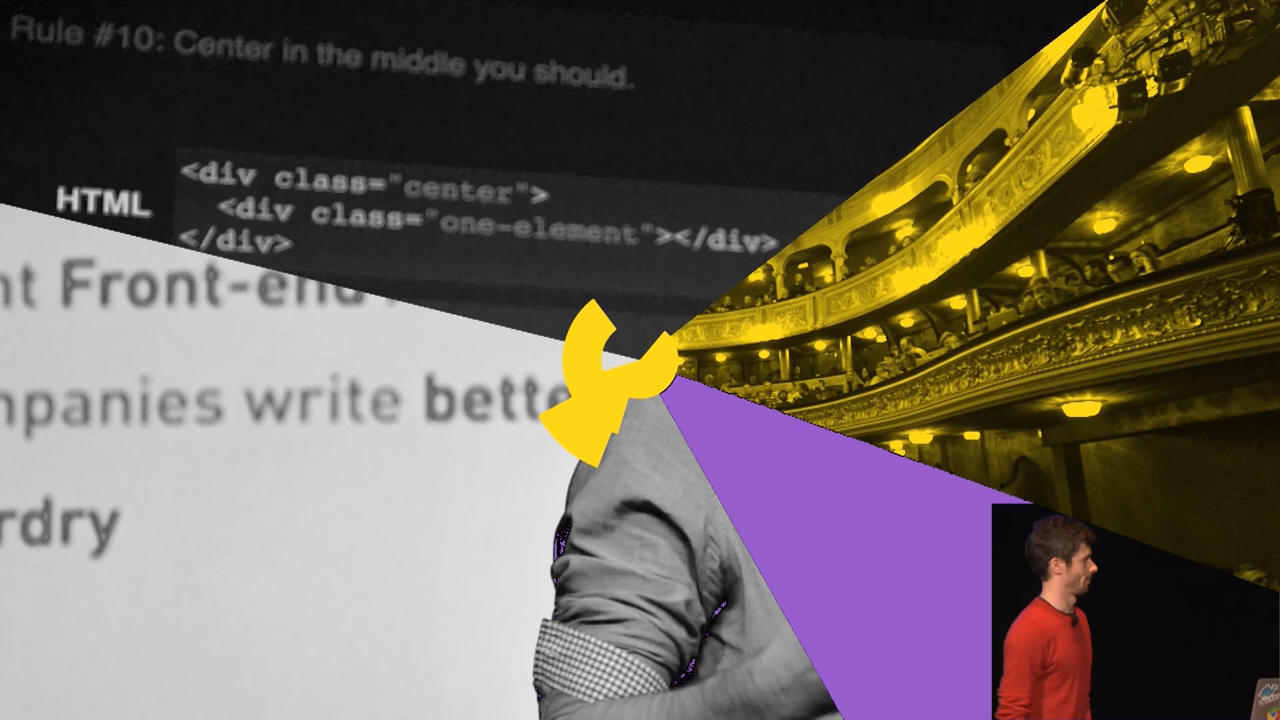 Rule #10: Center in the middle you should.
HTML
<div class="center">
<div class="one-element"></div>
</div>
nt Front-end
mpanies write bette
rdry